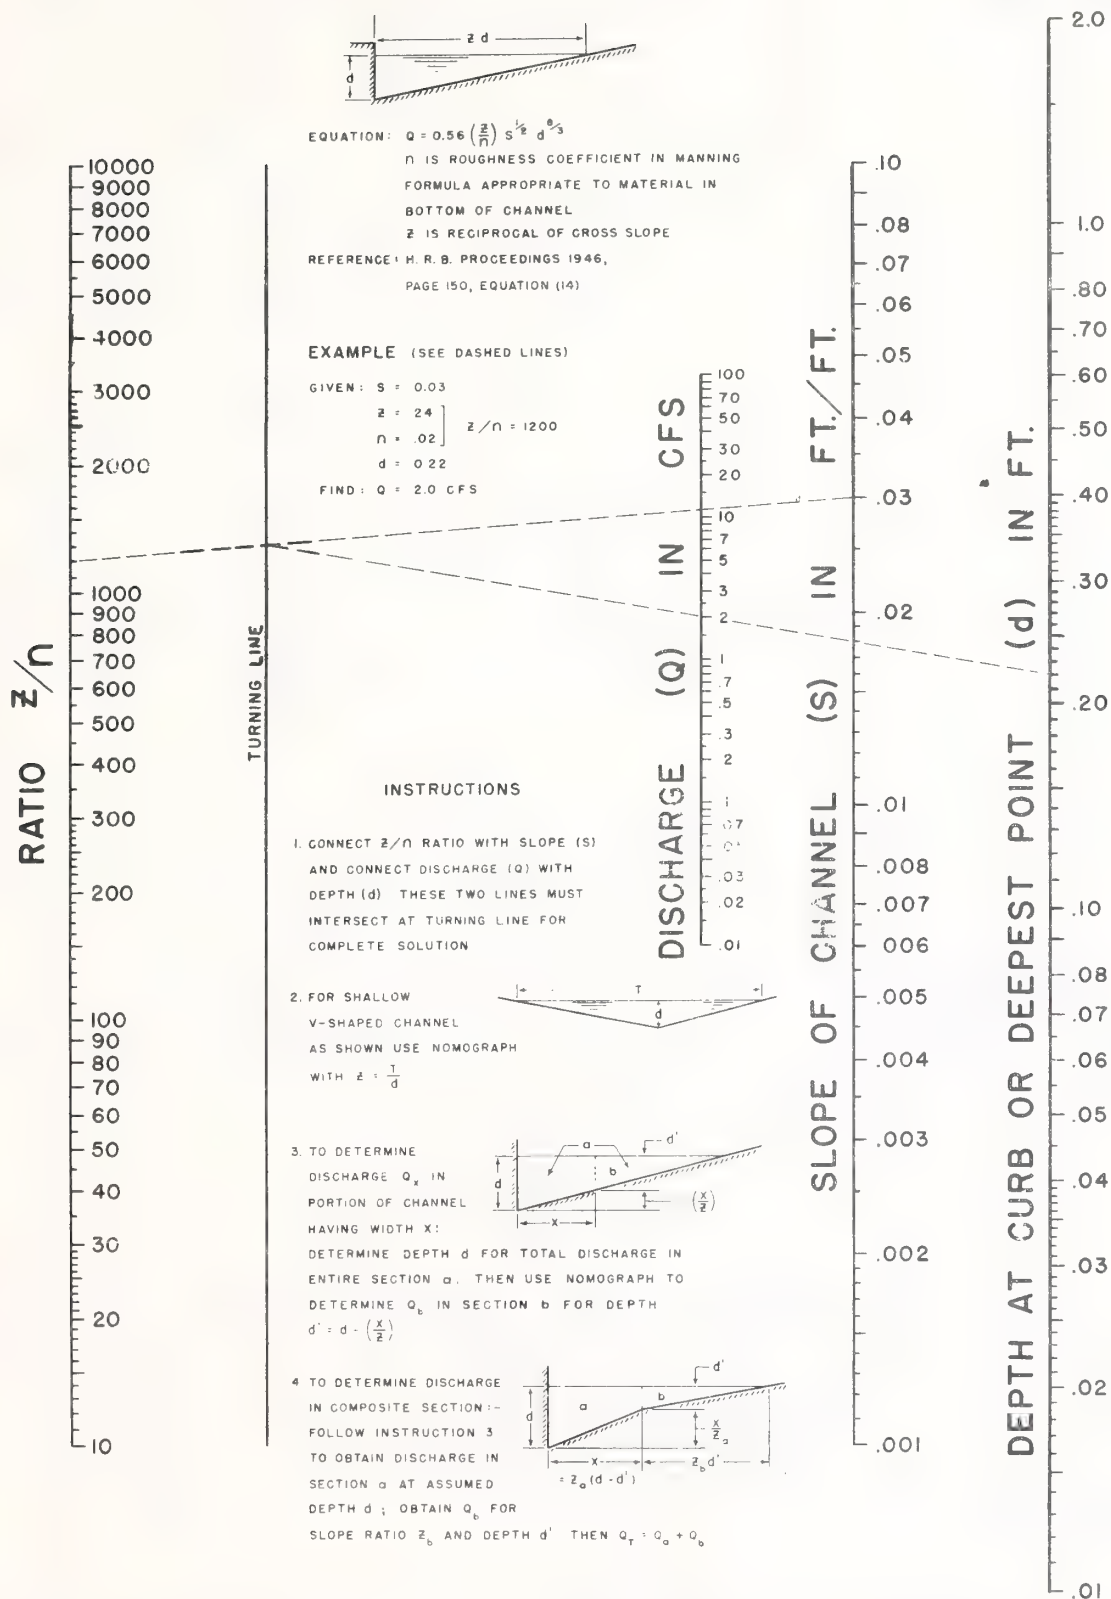 z d
d
EQUATION: Q = 0.56 (z/n) S^1/2 d^8/3
n IS ROUGHNESS COEFFICIENT IN MANNING
FORMULA APPROPRIATE TO MATERIAL IN
BOTTOM OF CHANNEL
z IS RECIPROCAL OF CROSS SLOPE
REFERENCE: H. R. B. PROCEEDINGS 1946,
PAGE 150, EQUATION (14)
EXAMPLE (SEE DASHED LINES)
GIVEN: S = 0.03
z = 24
n = .02
z/n = 1200
d = 0.22
FIND: Q = 2.0 CFS
RATIO z/n
10000
9000
8000
7000
6000
5000
4000
3000
2000
1000
900
800
700
600
500
400
300
200
100
90
80
70
60
50
40
30
20
10
TURNING LINE
INSTRUCTIONS
1. CONNECT z/n RATIO WITH SLOPE (S)
AND CONNECT DISCHARGE (Q) WITH
DEPTH (d) THESE TWO LINES MUST
INTERSECT AT TURNING LINE FOR
COMPLETE SOLUTION
2. FOR SHALLOW
V-SHAPED CHANNEL
AS SHOWN USE NOMOGRAPH
WITH z = T/d
T
d
3. TO DETERMINE
DISCHARGE Qx IN
PORTION OF CHANNEL
HAVING WIDTH X:
DETERMINE DEPTH d FOR TOTAL DISCHARGE IN
ENTIRE SECTION a. THEN USE NOMOGRAPH TO
DETERMINE Qb IN SECTION b FOR DEPTH
d' = d - (x/z)
a
d'
b
d
(x/z)
x
4 TO DETERMINE DISCHARGE
IN COMPOSITE SECTION:-
FOLLOW INSTRUCTION 3
TO OBTAIN DISCHARGE IN
SECTION a AT ASSUMED
DEPTH d ; OBTAIN Qb FOR
SLOPE RATIO zb AND DEPTH d' THEN QT = Qa + Qb
d'
d
a
b
x/za
x
zb d'
= za (d-d')
DISCHARGE (Q) IN CFS
100
70
50
30
20
10
7
5
3
2
1
.7
.5
.3
2
1
.07
.03
.02
.01
SLOPE OF CHANNEL (S) IN FT./FT.
.10
.08
.07
.06
.05
.04
.03
.02
.01
.008
.007
006
.005
.004
.003
.002
.001
DEPTH AT CURB OR DEEPEST POINT (d) IN FT.
2.0
1.0
.80
.70
.60
.50
.40
.30
.20
.10
.08
.07
.06
.05
.04
.03
.02
.01